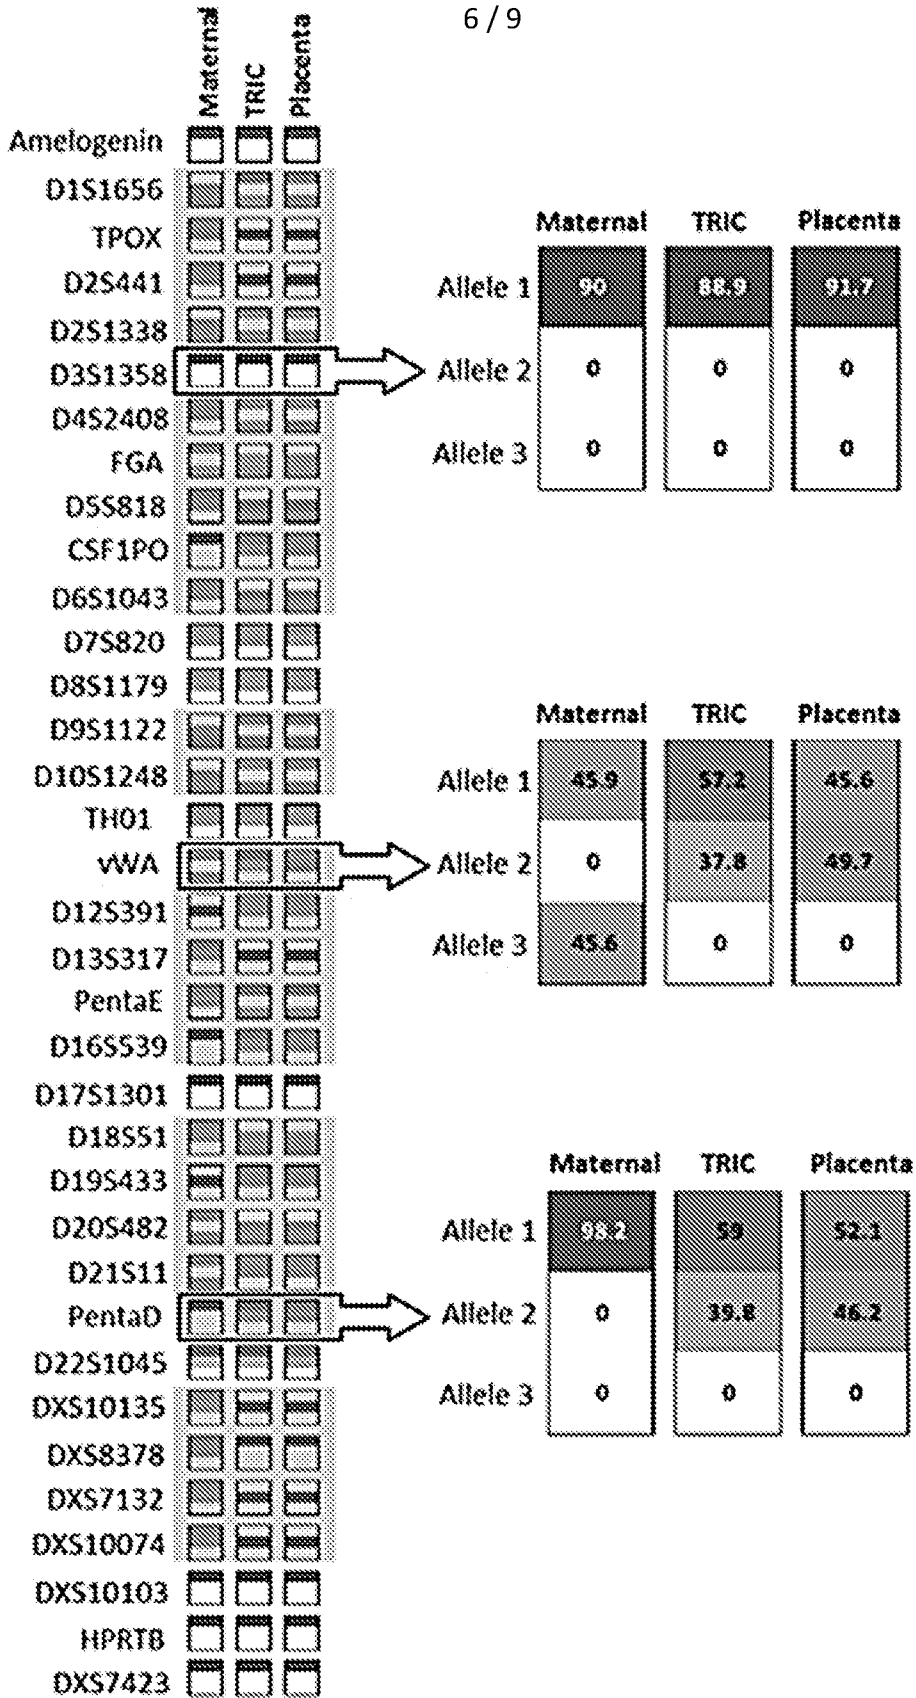 6 / 9
Maternal TRIC Placenta
Amelogenin
D1S1656
TPOX
D2S441
D2S1338
D3S1358
D4S2408
FGA
D5S818
CSF1PO
D6S1043
D7S820
D8S1179
D9S1122
D10S1248
TH01
vWA
D12S391
D13S317
PentaE
D16S539
D17S1301
D18S51
D19S433
D20S482
D21S11
PentaD
D22S1045
DXS10135
DXS8378
DXS7132
DXS10074
DXS10103
HPRTB
DXS7423
Maternal TRIC Placenta
Allele 1 90 88.9 91.7
Allele 2 0 0 0
Allele 3 0 0 0
Maternal TRIC Placenta
Allele 1 45.9 57.2 45.6
Allele 2 0 37.8 49.7
Allele 3 45.6 0 0
Maternal TRIC Placenta
Allele 1 98.2 59 52.1
Allele 2 0 39.8 46.2
Allele 3 0 0 0